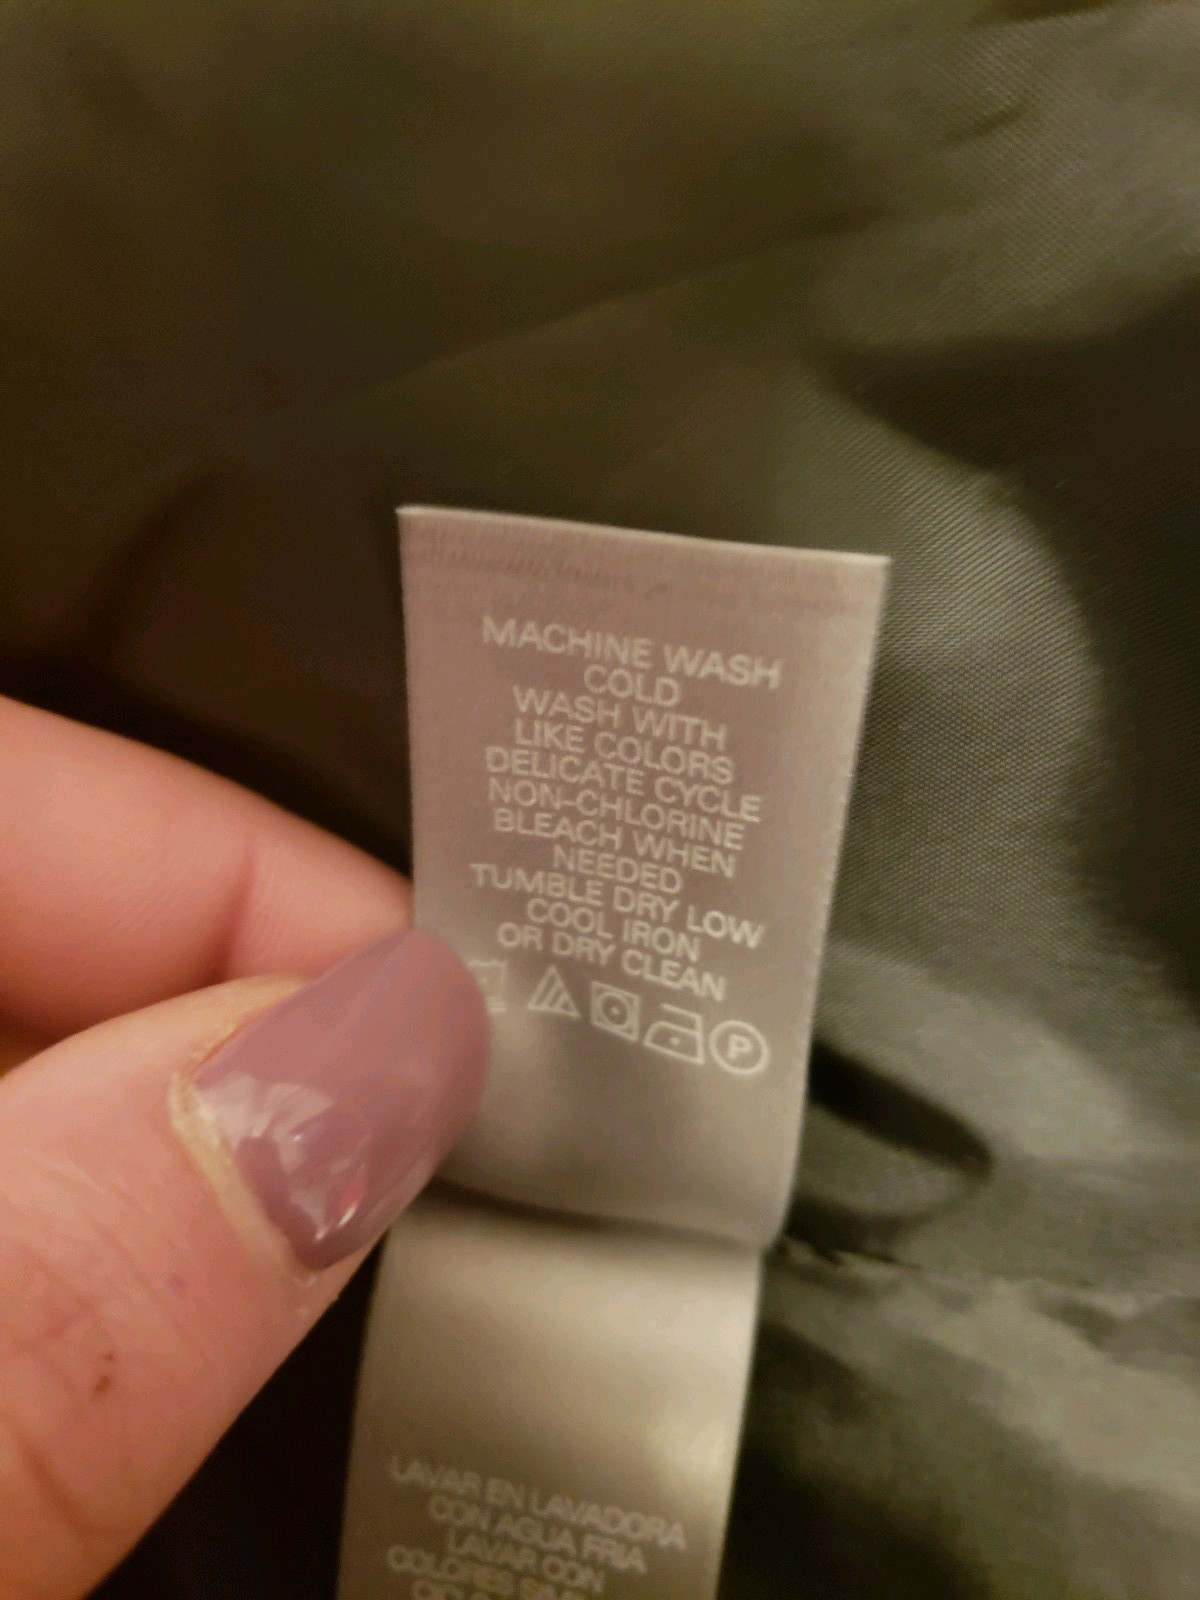 MACHINE WASH
COLD
WASH WITH
LIKE COLORS
DELICATE CYCLE
NON-CHLORINE
BLEACH WHEN
NEEDED
TUMBLE DRY LOW
COOL IRON
OR DRY CLEAN
P
LAVAR EN LAVADORA
CON AGUA FRIA
LAVAR CON
COLORES